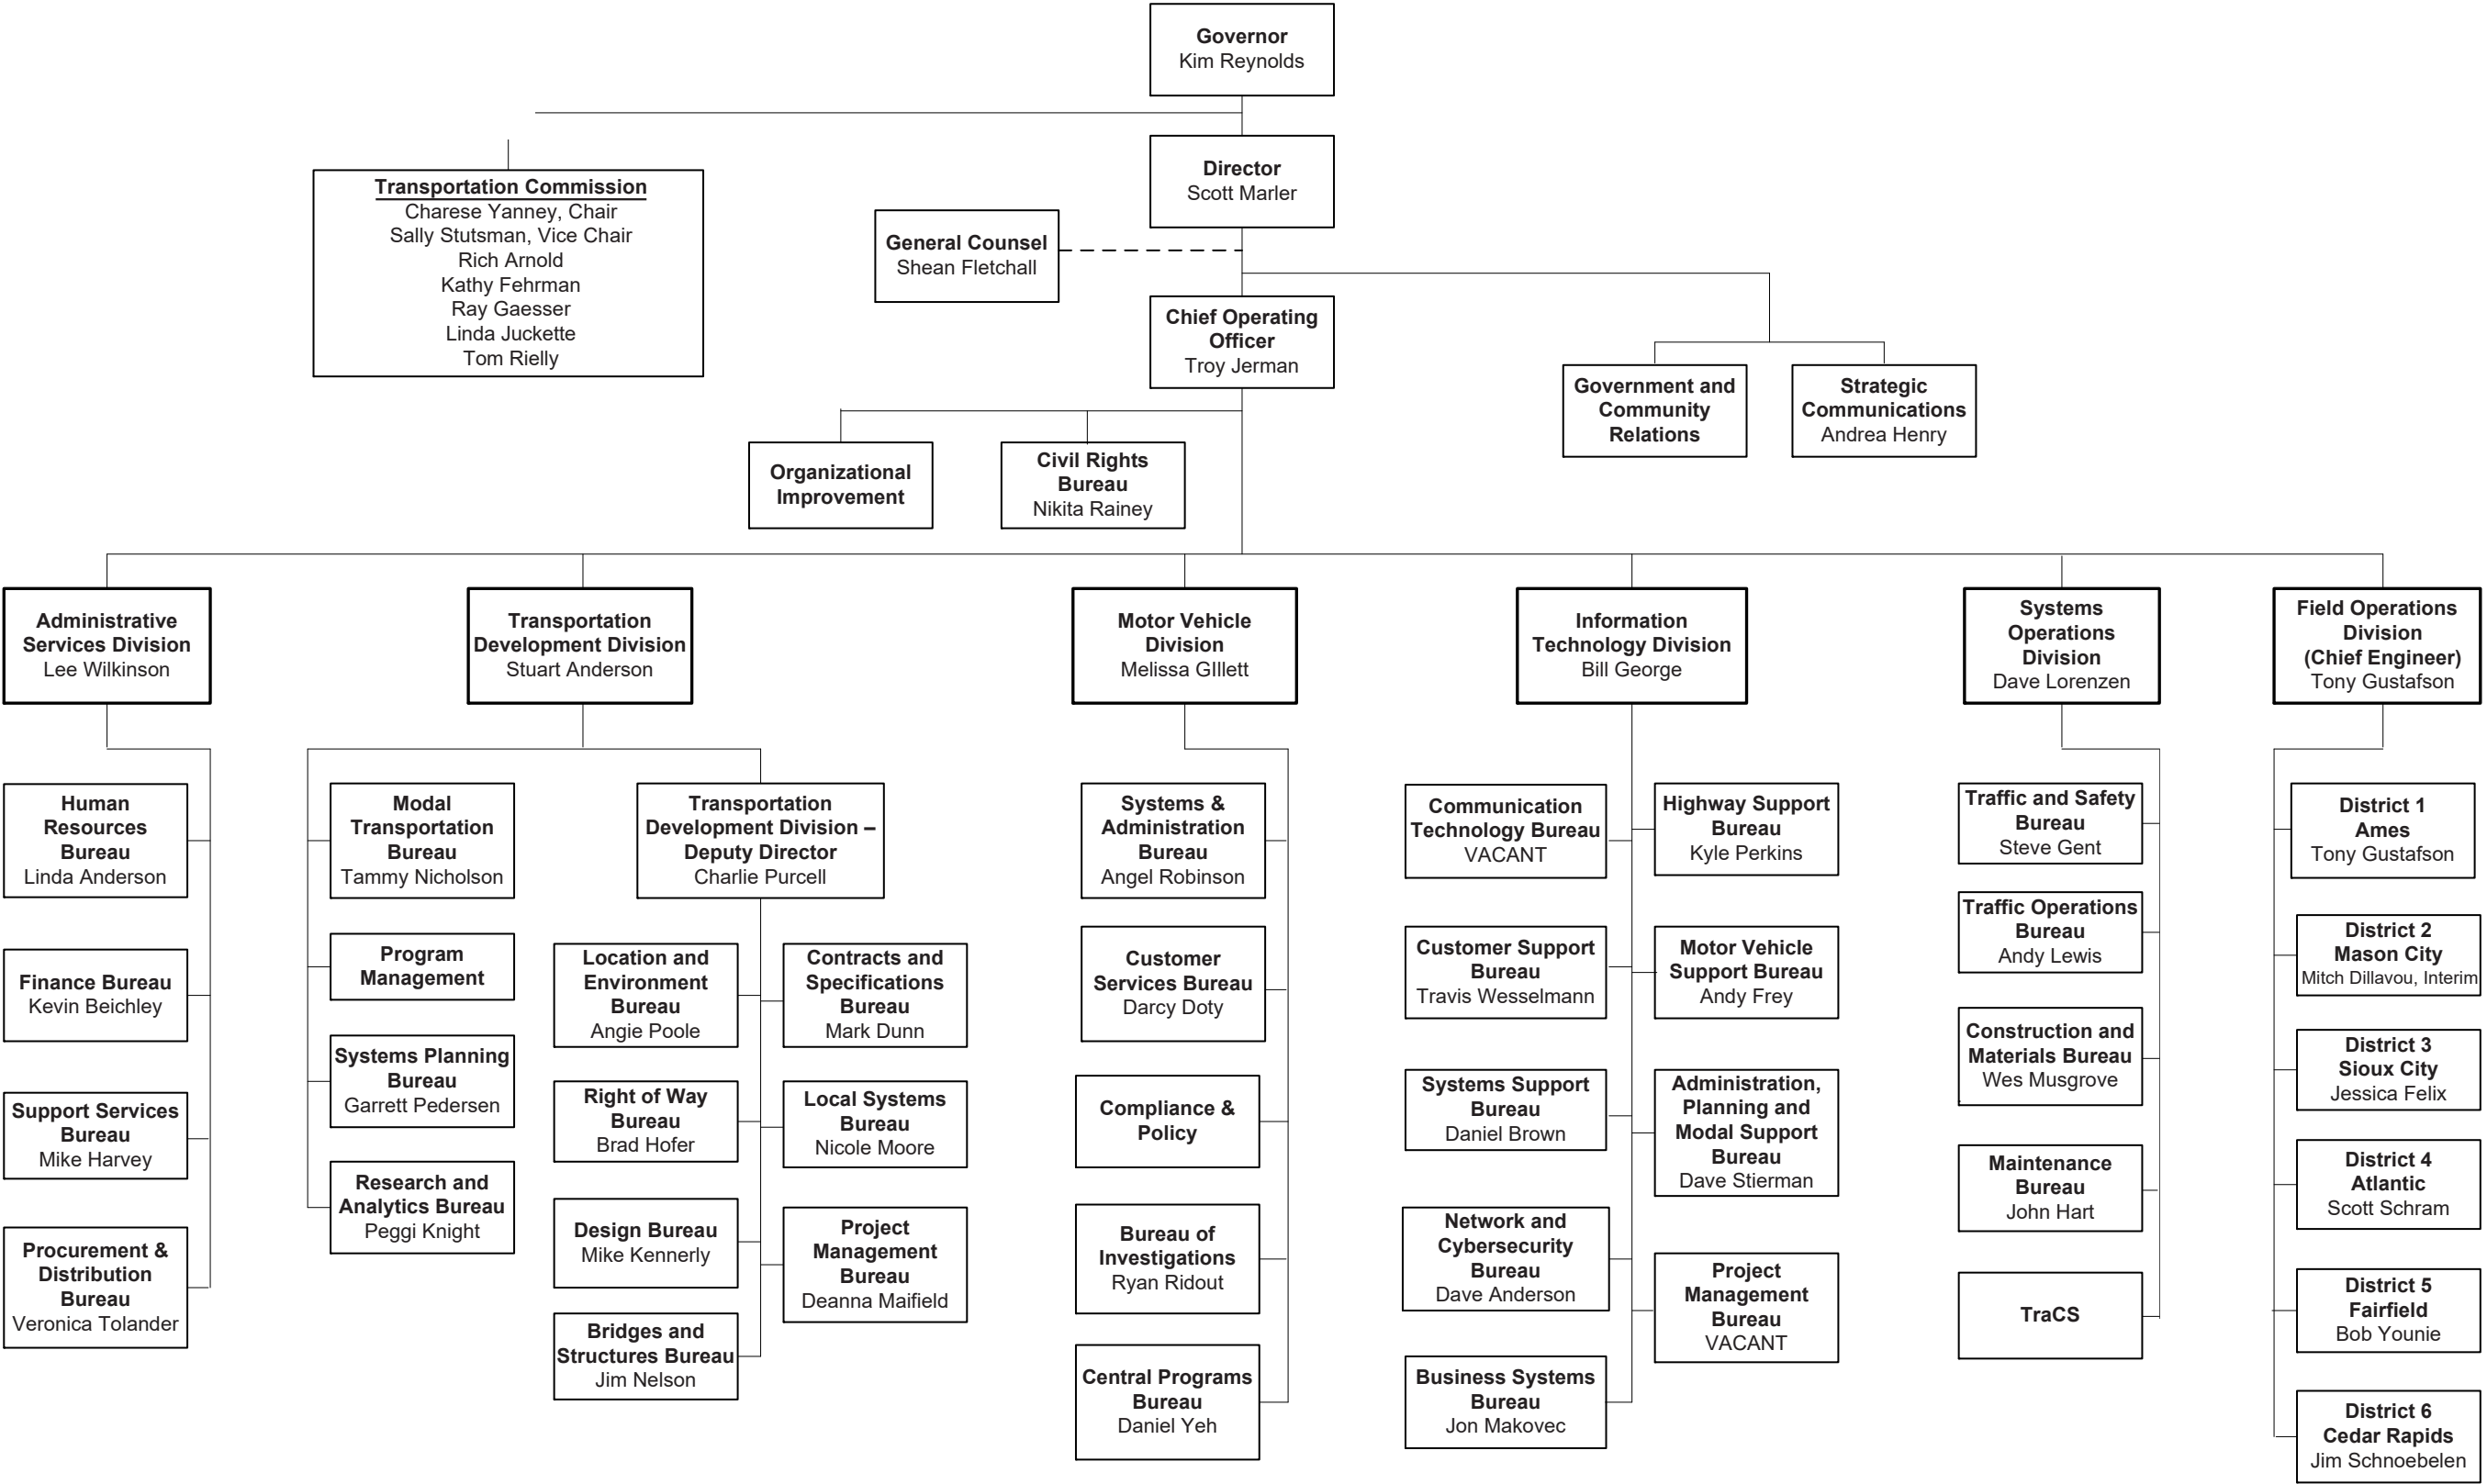 Governor
Kim Reynolds
Director
Scott Marler
Transportation Commission
Charese Yanney, Chair
Sally Stutsman, Vice Chair
Rich Arnold
Kathy Fehrman
Ray Gaesser
Linda Juckette
Tom Rielly
General Counsel
Shean Fletchall
Chief Operating
Officer
Troy Jerman
Government and
Community
Relations
Strategic
Communications
Andrea Henry
Organizational
Improvement
Civil Rights
Bureau
Nikita Rainey
Administrative
Services Division
Lee Wilkinson
Transportation
Development Division
Stuart Anderson
Motor Vehicle
Division
Melissa GIllett
Information
Technology Division
Bill George
Systems
Operations
Division
Dave Lorenzen
Field Operations
Division
(Chief Engineer)
Tony Gustafson
Human
Resources
Bureau
Linda Anderson
Finance Bureau
Kevin Beichley
Support Services
Bureau
Mike Harvey
Procurement &
Distribution
Bureau
Veronica Tolander
Modal
Transportation
Bureau
Tammy Nicholson
Program
Management
Systems Planning
Bureau
Garrett Pedersen
Research and
Analytics Bureau
Peggi Knight
Transportation
Development Division –
Deputy Director
Charlie Purcell
Location and
Environment
Bureau
Angie Poole
Right of Way
Bureau
Brad Hofer
Design Bureau
Mike Kennerly
Bridges and
Structures Bureau
Jim Nelson
Contracts and
Specifications
Bureau
Mark Dunn
Local Systems
Bureau
Nicole Moore
Project
Management
Bureau
Deanna Maifield
Systems &
Administration
Bureau
Angel Robinson
Customer
Services Bureau
Darcy Doty
Compliance &
Policy
Bureau of
Investigations
Ryan Ridout
Central Programs
Bureau
Daniel Yeh
Communication
Technology Bureau
VACANT
Customer Support
Bureau
Travis Wesselmann
Systems Support
Bureau
Daniel Brown
Network and
Cybersecurity
Bureau
Dave Anderson
Business Systems
Bureau
Jon Makovec
Highway Support
Bureau
Kyle Perkins
Motor Vehicle
Support Bureau
Andy Frey
Administration,
Planning and
Modal Support
Bureau
Dave Stierman
Project
Management
Bureau
VACANT
Traffic and Safety
Bureau
Steve Gent
Traffic Operations
Bureau
Andy Lewis
Construction and
Materials Bureau
Wes Musgrove
Maintenance
Bureau
John Hart
TraCS
District 1
Ames
Tony Gustafson
District 2
Mason City
Mitch Dillavou, Interim
District 3
Sioux City
Jessica Felix
District 4
Atlantic
Scott Schram
District 5
Fairfield
Bob Younie
District 6
Cedar Rapids
Jim Schnoebelen